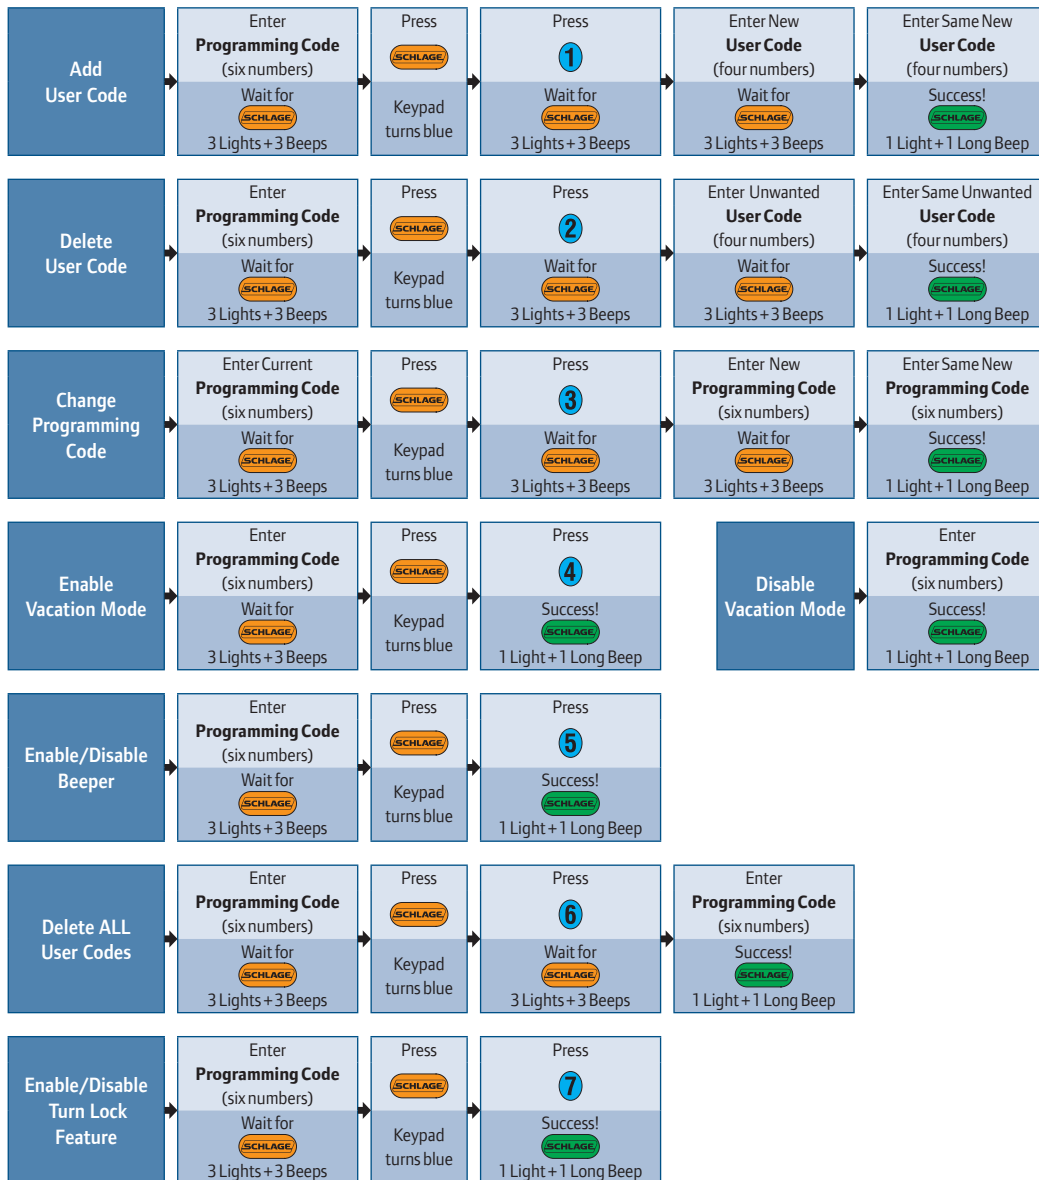 Add
User Code
Enter
Programming Code
(six numbers)
Wait for
SCHLAGE
3 Lights + 3 Beeps
Press
SCHLAGE
Keypad
turns blue
Press
1
Wait for
SCHLAGE
3 Lights + 3 Beeps
Enter New
User Code
(four numbers)
Wait for
SCHLAGE
3 Lights + 3 Beeps
Enter Same New
User Code
(four numbers)
Success!
SCHLAGE
1 Light + 1 Long Beep
Delete
User Code
Enter
Programming Code
(six numbers)
Wait for
SCHLAGE
3 Lights + 3 Beeps
Press
SCHLAGE
Keypad
turns blue
Press
2
Wait for
SCHLAGE
3 Lights + 3 Beeps
Enter Unwanted
User Code
(four numbers)
Wait for
SCHLAGE
3 Lights + 3 Beeps
Enter Same Unwanted
User Code
(four numbers)
Success!
SCHLAGE
1 Light + 1 Long Beep
Change
Programming
Code
Enter Current
Programming Code
(six numbers)
Wait for
SCHLAGE
3 Lights + 3 Beeps
Press
SCHLAGE
Keypad
turns blue
Press
3
Wait for
SCHLAGE
3 Lights + 3 Beeps
Enter New
Programming Code
(six numbers)
Wait for
SCHLAGE
3 Lights + 3 Beeps
Enter Same New
Programming Code
(six numbers)
Success!
SCHLAGE
1 Light + 1 Long Beep
Enable
Vacation Mode
Enter
Programming Code
(six numbers)
Wait for
SCHLAGE
3 Lights + 3 Beeps
Press
SCHLAGE
Keypad
turns blue
Press
4
Success!
SCHLAGE
1 Light + 1 Long Beep
Disable
Vacation Mode
Enter
Programming Code
(six numbers)
Success!
SCHLAGE
1 Light + 1 Long Beep
Enable/Disable
Beeper
Enter
Programming Code
(six numbers)
Wait for
SCHLAGE
3 Lights + 3 Beeps
Press
SCHLAGE
Keypad
turns blue
Press
5
Success!
SCHLAGE
1 Light + 1 Long Beep
Delete ALL
User Codes
Enter
Programming Code
(six numbers)
Wait for
SCHLAGE
3 Lights + 3 Beeps
Press
SCHLAGE
Keypad
turns blue
Press
6
Wait for
SCHLAGE
3 Lights + 3 Beeps
Enter
Programming Code
(six numbers)
Success!
SCHLAGE
1 Light + 1 Long Beep
Enable/Disable
Turn Lock
Feature
Enter
Programming Code
(six numbers)
Wait for
SCHLAGE
3 Lights + 3 Beeps
Press
SCHLAGE
Keypad
turns blue
Press
7
Success!
SCHLAGE
1 Light + 1 Long Beep